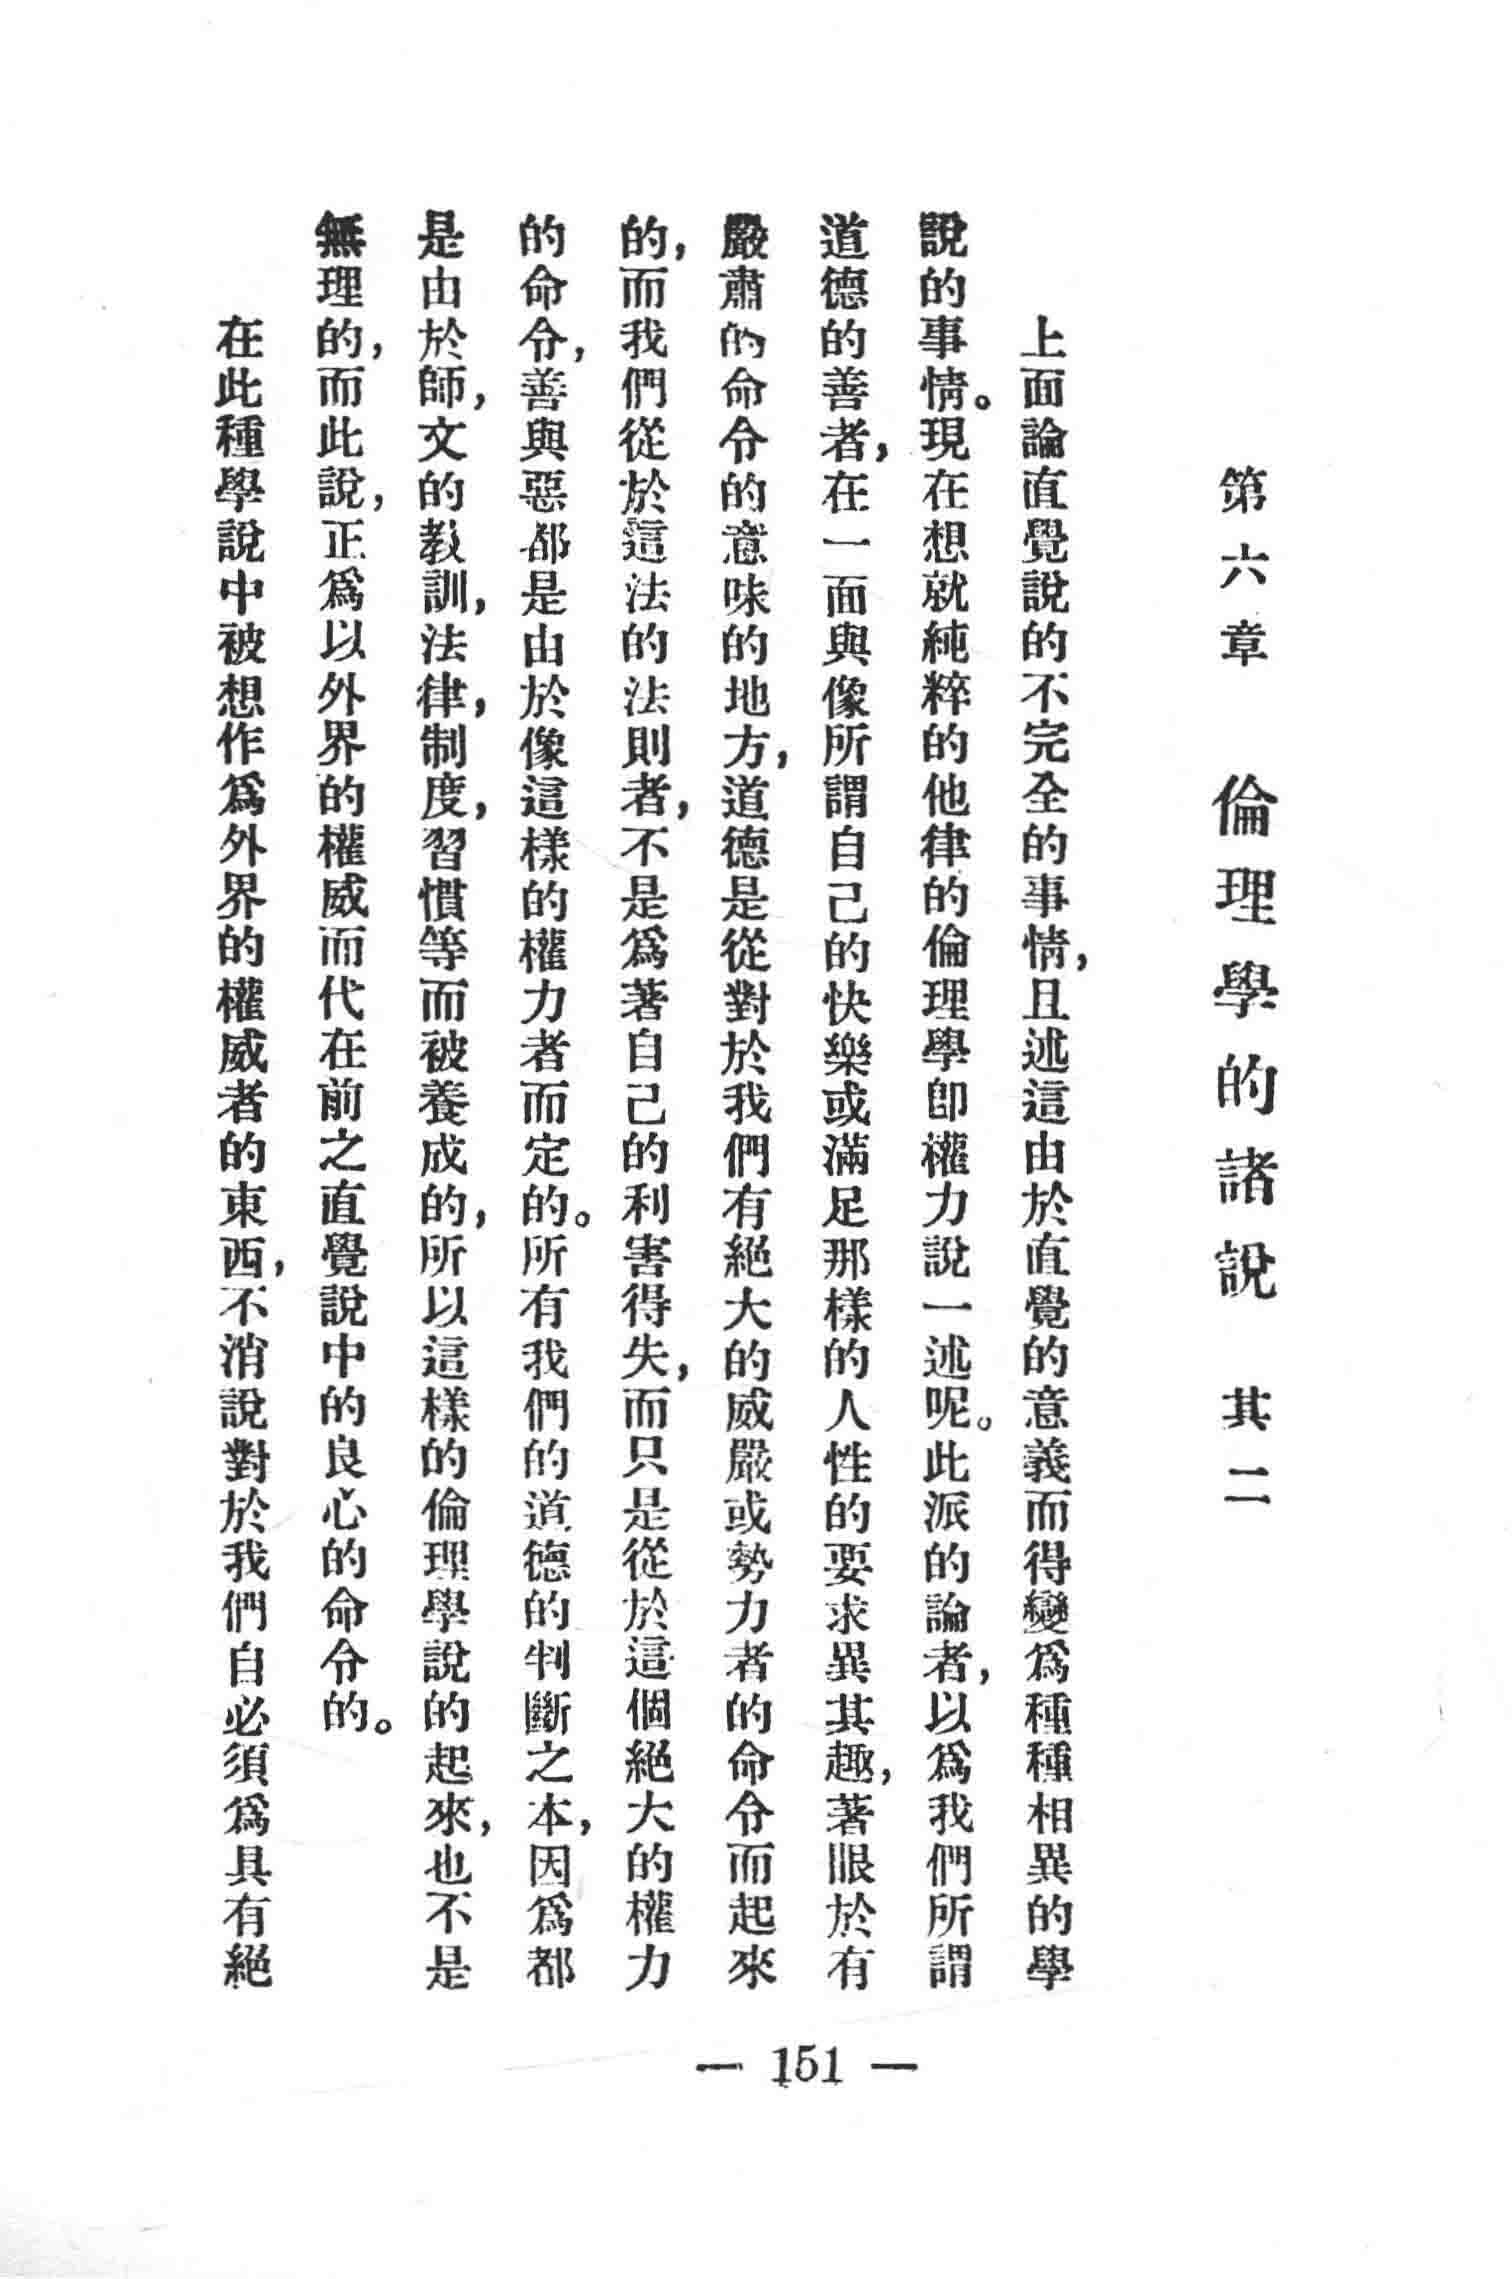 第六章　倫理學的諸說　其二
上面論直覺說的不完全的事情，且述這由於直覺的意義而得變爲種種相異的學
說的事情。現在想就純粹的他律的倫理學卽權力說一述呢。此派的論者，以爲我們所謂
道德的善者，在一面與像所謂自己的快樂或滿足那樣的人性的要求異其趣，著眼於有
嚴肅的命令的意味的地方，道德是從對於我們有絕大的威嚴或勢力者的命令而起來
的，而我們從於這法的法則者，不是爲著自己的利害得失，而只是從於這個絕大的權力
的命令，善與惡都是由於像這樣的權力者而定的。所有我們的道德的判斷之本，因爲都
是由於師，文的教訓，法律，制度，習慣等而被養成的，所以這樣的倫理學說的起來，也不是
無理的，而此說，正爲以外界的權威而代在前之直覺說中的良心的命令的。
在此種學說中被想作爲外界的權威者的東西，不消說對於我們自必須爲具有絕
— 151 —